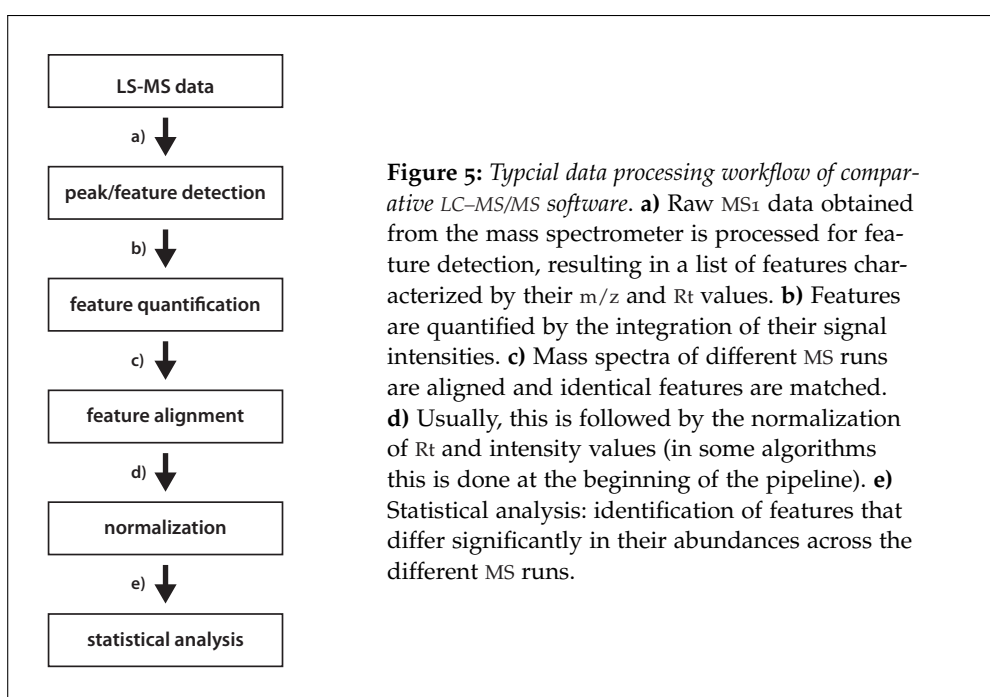 LS-MS data
a)
peak/feature detection
b)
feature quantification
c)
feature alignment
d)
normalization
e)
statistical analysis
Figure 5: Typcial data processing workflow of compar-
ative LC–MS/MS software. a) Raw MS1 data obtained
from the mass spectrometer is processed for fea-
ture detection, resulting in a list of features char-
acterized by their m/z and Rt values. b) Features
are quantified by the integration of their signal
intensities. c) Mass spectra of different MS runs
are aligned and identical features are matched.
d) Usually, this is followed by the normalization
of Rt and intensity values (in some algorithms
this is done at the beginning of the pipeline). e)
Statistical analysis: identification of features that
differ significantly in their abundances across the
different MS runs.